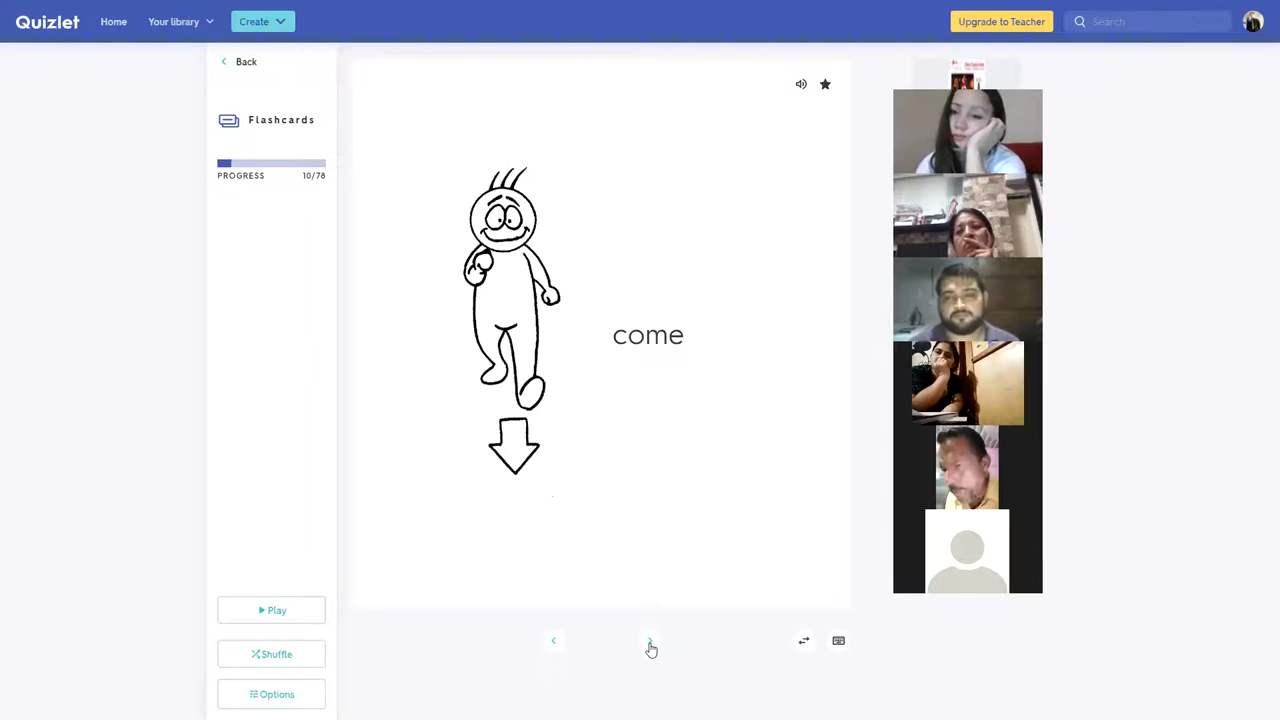 Quizlet
Home
Your library
Create
Upgrade to Teacher
Search
Back
Flashcards
PROGRESS 10/78
come
Play
Shuffle
Options